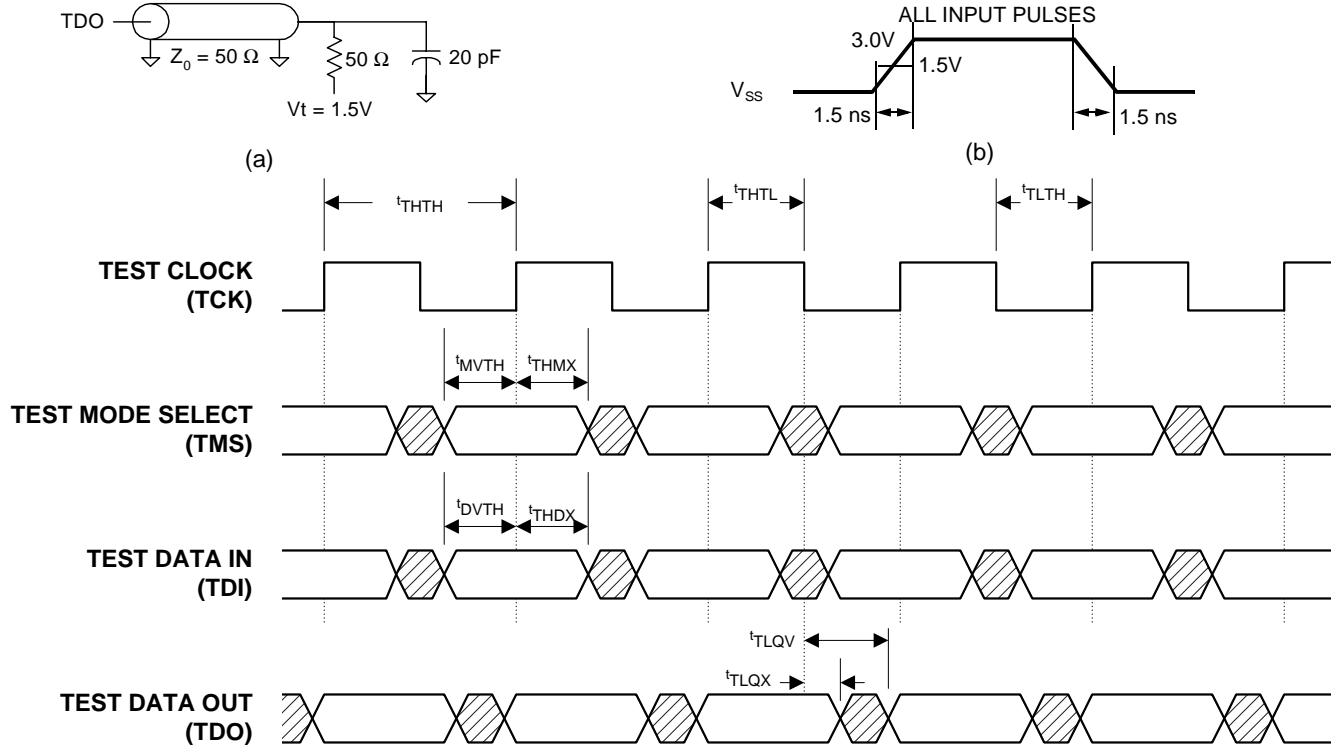 TDO
Z0 = 50 Ω
50 Ω
20 pF
Vt = 1.5V
(a)
ALL INPUT PULSES
3.0V
1.5V
VSS
1.5 ns
1.5 ns
(b)
tTHTH
tTHTL
tTLTH
TEST CLOCK
(TCK)
tMVTH
tTHMX
TEST MODE SELECT
(TMS)
tDVTH
tTHDX
TEST DATA IN
(TDI)
tTLQV
tTLQX
TEST DATA OUT
(TDO)